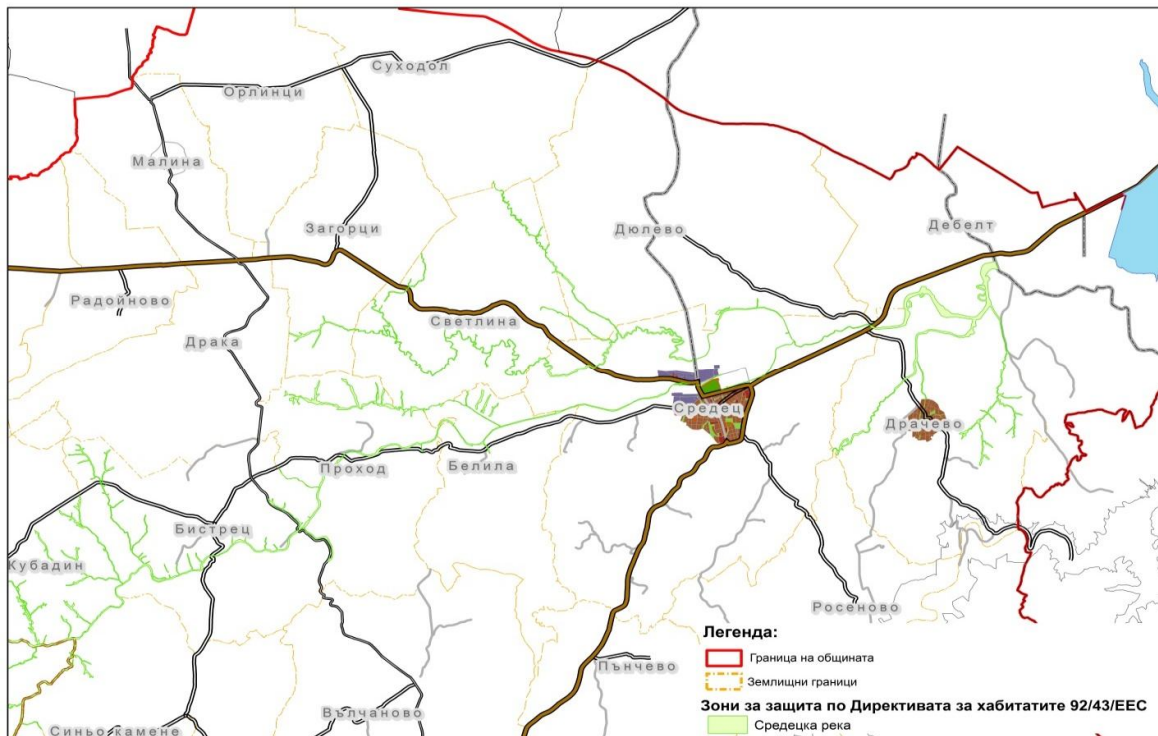 Суходол
Орлинци
Малина
Загорци
Дюлево
Дебелт
Радойново
Светлина
Драка
Средец
Драчево
Проход
Белила
Бистрец
Кубадин
Росеново
Пънчево
Вълчаново
Синьо камене
Легенда:
Граница на общината
Землищни граници
Зони за защита по Директивата за хабитатите 92/43/ЕЕС
Средецка река